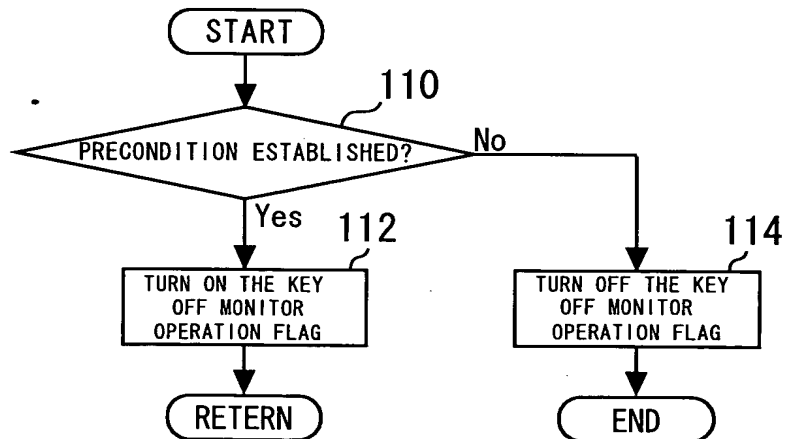 START
110
PRECONDITION ESTABLISHED?
No
Yes
112
TURN ON THE KEY
OFF MONITOR
OPERATION FLAG
114
TURN OFF THE KEY
OFF MONITOR
OPERATION FLAG
RETERN
END